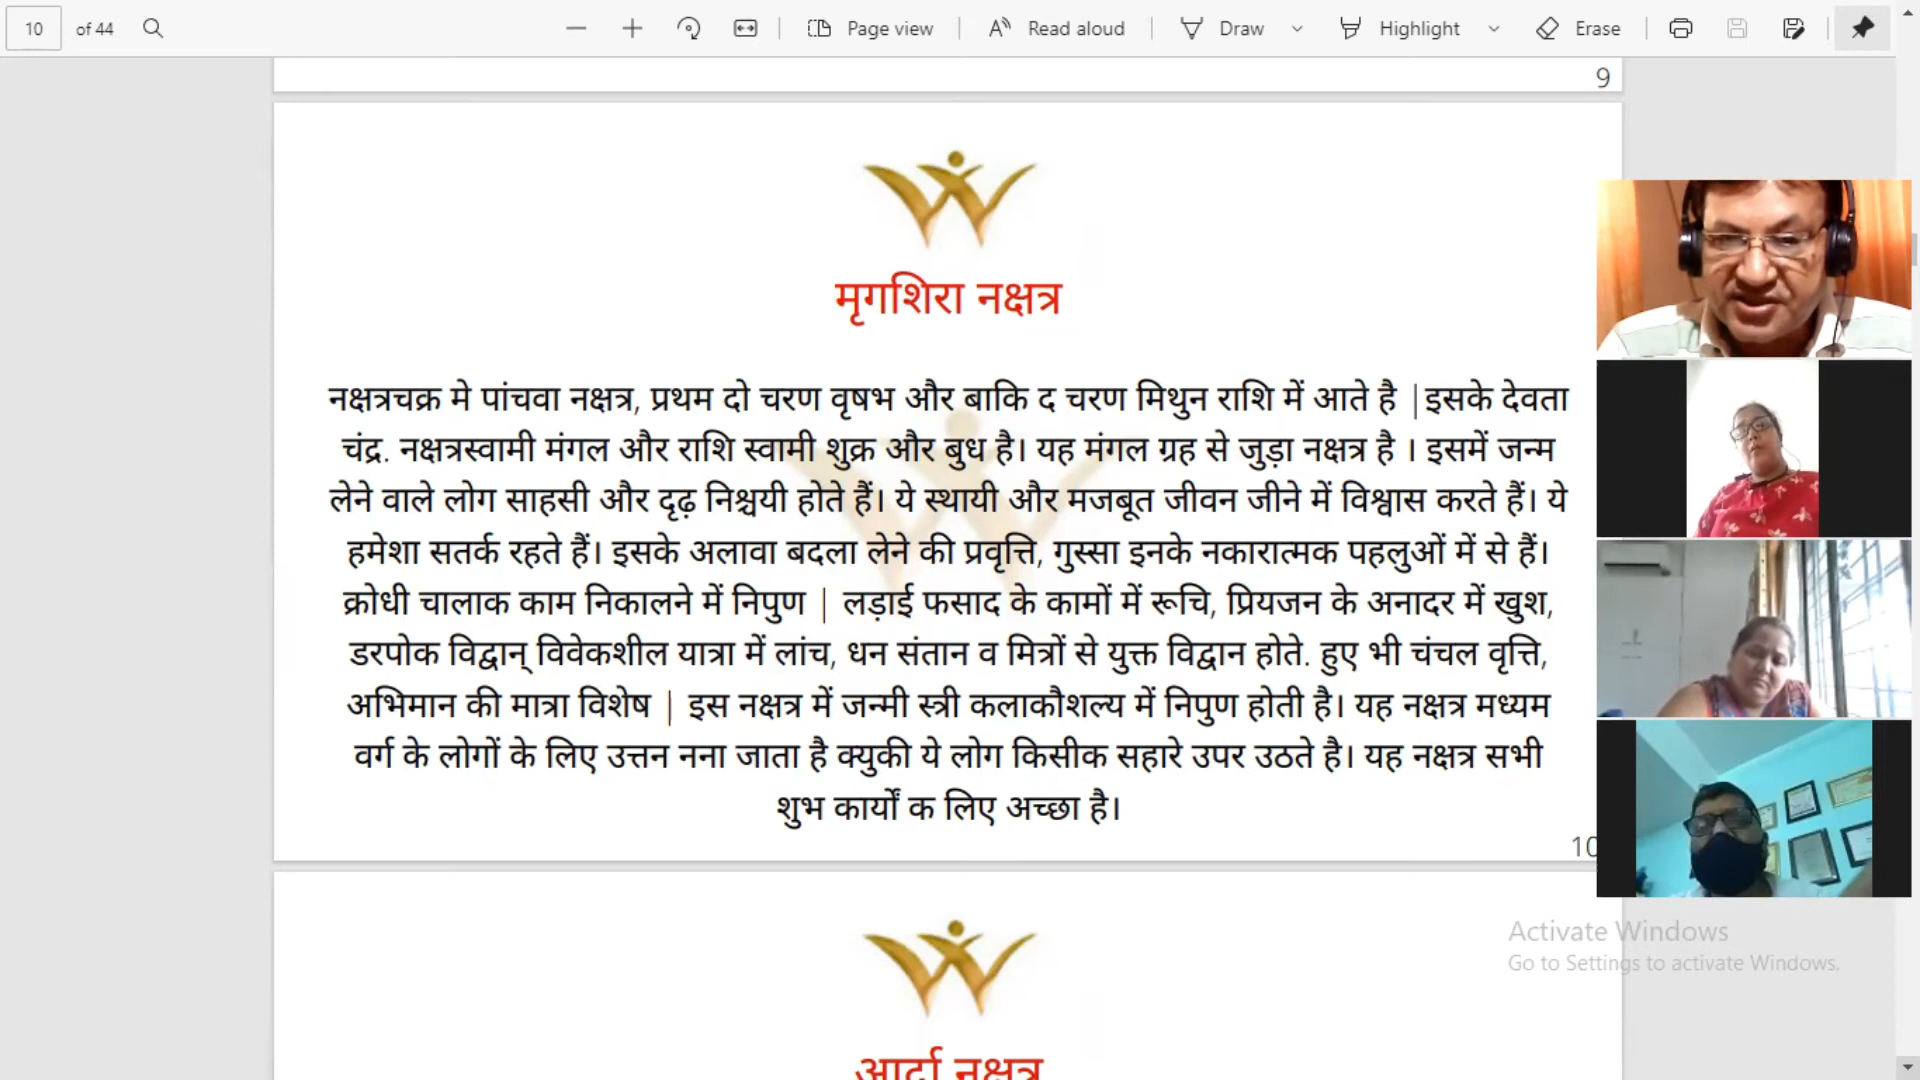 10 of 44 Page view Read aloud Draw Highlight Erase
9
मृगशिरा नक्षत्र
नक्षत्रचक्र मे पांचवा नक्षत्र, प्रथम दो चरण वृषभ और बाकि द चरण मिथुन राशि में आते है |इसके देवता
चंद्र. नक्षत्रस्वामी मंगल और राशि स्वामी शुक्र और बुध है। यह मंगल ग्रह से जुड़ा नक्षत्र है । इसमें जन्म
लेने वाले लोग साहसी और दृढ़ निश्चयी होते हैं। ये स्थायी और मजबूत जीवन जीने में विश्वास करते हैं। ये
हमेशा सतर्क रहते हैं। इसके अलावा बदला लेने की प्रवृत्ति, गुस्सा इनके नकारात्मक पहलुओं में से हैं।
क्रोधी चालाक काम निकालने में निपुण | लड़ाई फसाद के कामों में रूचि, प्रियजन के अनादर में खुश,
डरपोक विद्वान् विवेकशील यात्रा में लांच, धन संतान व मित्रों से युक्त विद्वान होते. हुए भी चंचल वृत्ति,
अभिमान की मात्रा विशेष | इस नक्षत्र में जन्मी स्त्री कलाकौशल्य में निपुण होती है। यह नक्षत्र मध्यम
वर्ग के लोगों के लिए उत्तन नना जाता है क्युकी ये लोग किसीक सहारे उपर उठते है। यह नक्षत्र सभी
शुभ कार्यों क लिए अच्छा है।
10
Activate Windows
Go to Settings to activate Windows.
आर्द्रा नक्षत्र